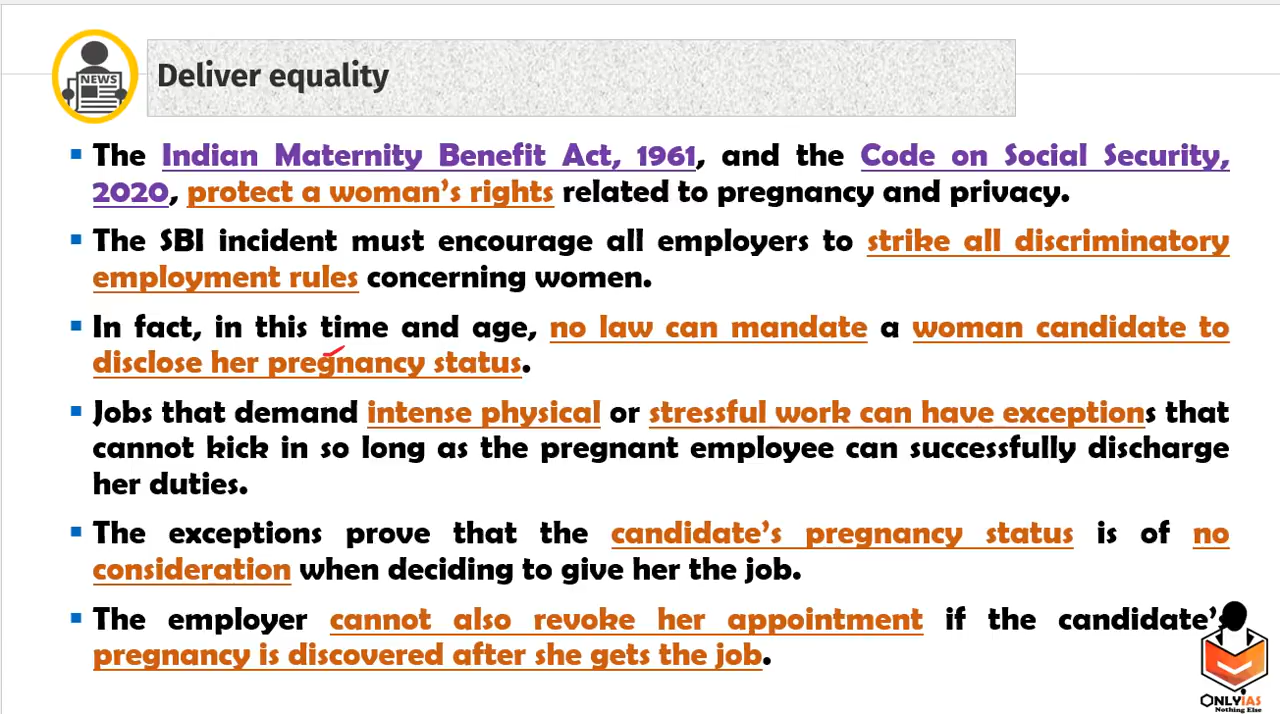 NEWS
Deliver equality
▪ The Indian Maternity Benefit Act, 1961, and the Code on Social Security,
2020, protect a woman’s rights related to pregnancy and privacy.
▪ The SBI incident must encourage all employers to strike all discriminatory
employment rules concerning women.
▪ In fact, in this time and age, no law can mandate a woman candidate to
disclose her pregnancy status.
▪ Jobs that demand intense physical or stressful work can have exceptions that
cannot kick in so long as the pregnant employee can successfully discharge
her duties.
▪ The exceptions prove that the candidate’s pregnancy status is of no
consideration when deciding to give her the job.
▪ The employer cannot also revoke her appointment if the candidate’s
pregnancy is discovered after she gets the job.
ONLYIAS
Nothing Else